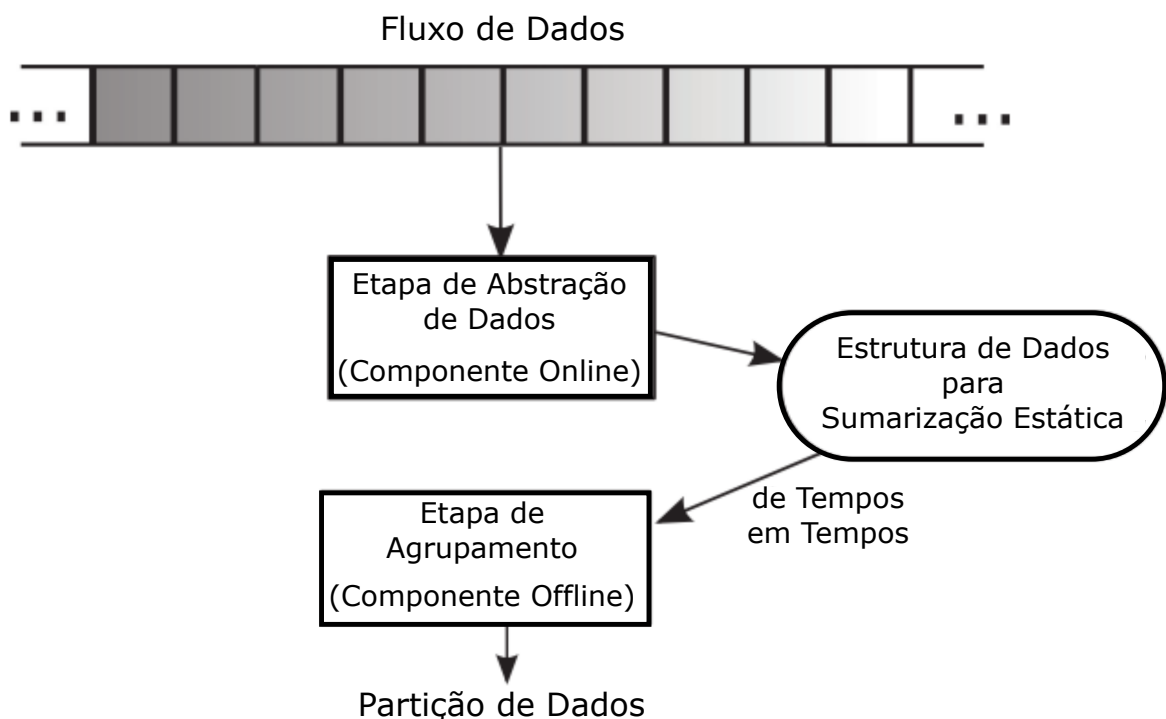 Fluxo de Dados
...
...
Etapa de Abstração
de Dados
(Componente Online)
Estrutura de Dados
para
Sumarização Estática
de Tempos
em Tempos
Etapa de
Agrupamento
(Componente Offline)
Partição de Dados